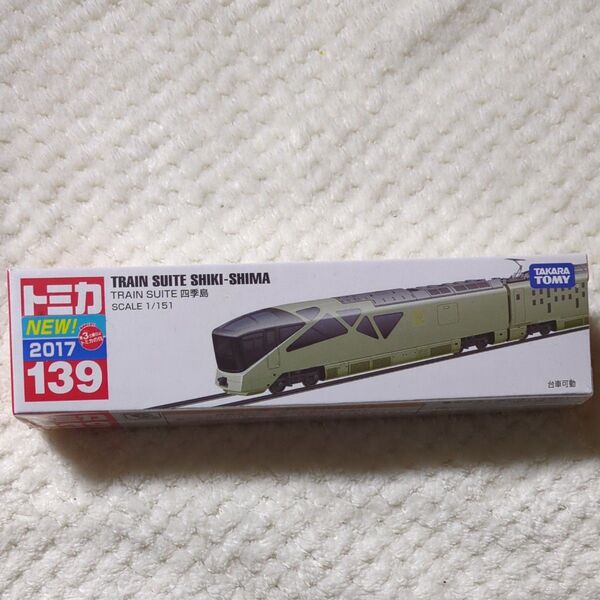 トミカ
NEW!
2017
139
TRAIN SUITE SHIKI-SHIMA
TRAIN SUITE 四季島
SCALE 1/151
TAKARA
TOMY
台車可動